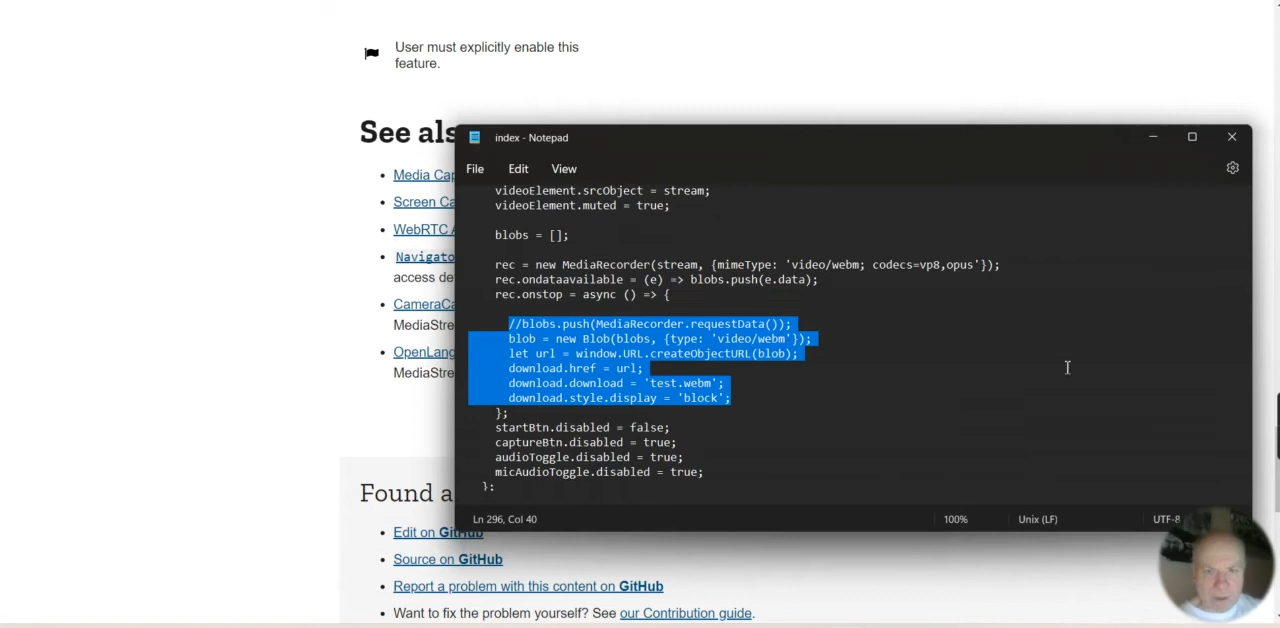 User must explicitly enable this
feature.
See als
Media Cap
Screen Ca
WebRTC A
Navigato
access de
CameraCa
MediaStre
OpenLang
MediaStre
Found a
Edit on GitHub
Source on GitHub
Report a problem with this content on GitHub
Want to fix the problem yourself? See our Contribution guide.
index - Notepad
File Edit View
videoElement.srcObject = stream;
videoElement.muted = true;
blobs = [];
rec = new MediaRecorder(stream, {mimeType: 'video/webm; codecs=vp8,opus'});
rec.ondataavailable = (e) => blobs.push(e.data);
rec.onstop = async () => {
//blobs.push(MediaRecorder.requestData());
blob = new Blob(blobs, {type: 'video/webm'});
let url = window.URL.createObjectURL(blob);
download.href = url;
download.download = 'test.webm';
download.style.display = 'block';
};
startBtn.disabled = false;
captureBtn.disabled = true;
audioToggle.disabled = true;
micAudioToggle.disabled = true;
};
Ln 296, Col 40 100% Unix (LF) UTF-8